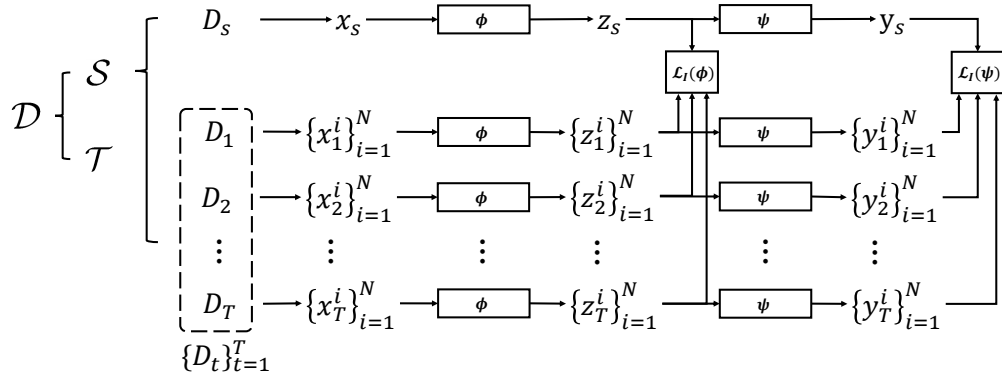 D_s x_s ϕ z_s ψ y_s
𝒮
ℒ_I(ϕ) ℒ_I(ψ)
𝒟
D_1 {x_1^i}_{i=1}^N ϕ {z_1^i}_{i=1}^N ψ {y_1^i}_{i=1}^N
𝒯
D_2 {x_2^i}_{i=1}^N ϕ {z_2^i}_{i=1}^N ψ {y_2^i}_{i=1}^N
⋮ ⋮ ⋮ ⋮ ⋮ ⋮
D_T {x_T^i}_{i=1}^N ϕ {z_T^i}_{i=1}^N ψ {y_T^i}_{i=1}^N
{D_t}_{t=1}^T